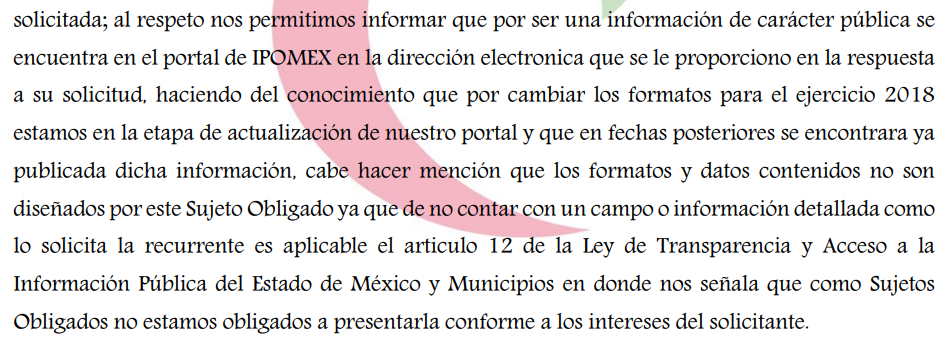 solicitada; al respeto nos permitimos informar que por ser una información de carácter pública se
encuentra en el portal de IPOMEX en la dirección electronica que se le proporciono en la respuesta
a su solicitud, haciendo del conocimiento que por cambiar los formatos para el ejercicio 2018
estamos en la etapa de actualización de nuestro portal y que en fechas posteriores se encontrara ya
publicada dicha información, cabe hacer mención que los formatos y datos contenidos no son
diseñados por este Sujeto Obligado ya que de no contar con un campo o información detallada como
lo solicita la recurrente es aplicable el articulo 12 de la Ley de Transparencia y Acceso a la
Información Pública del Estado de México y Municipios en donde nos señala que como Sujetos
Obligados no estamos obligados a presentarla conforme a los intereses del solicitante.